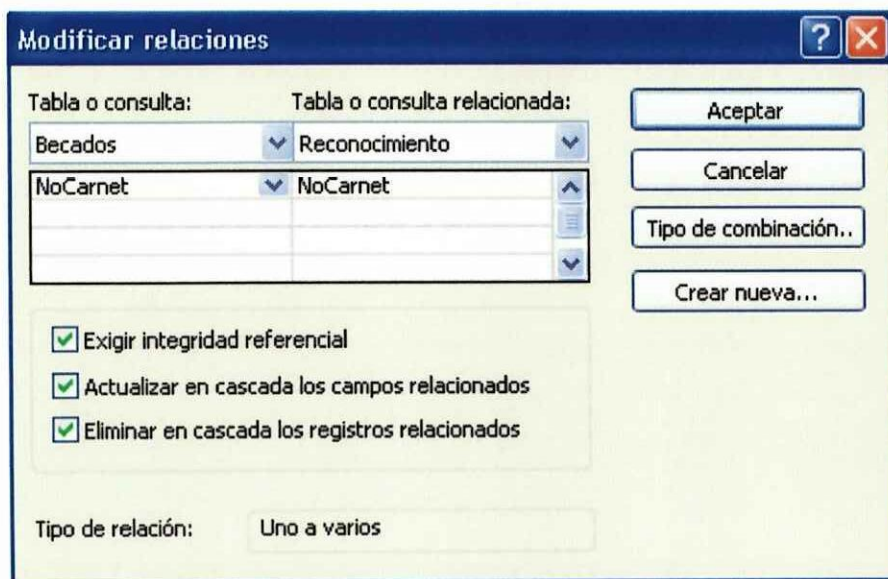 Modificar relaciones
Tabla o consulta: Tabla o consulta relacionada:
Becados Reconocimiento
NoCarnet NoCarnet
Aceptar
Cancelar
Tipo de combinación..
Crear nueva...
Exigir integridad referencial
Actualizar en cascada los campos relacionados
Eliminar en cascada los registros relacionados
Tipo de relación: Uno a varios